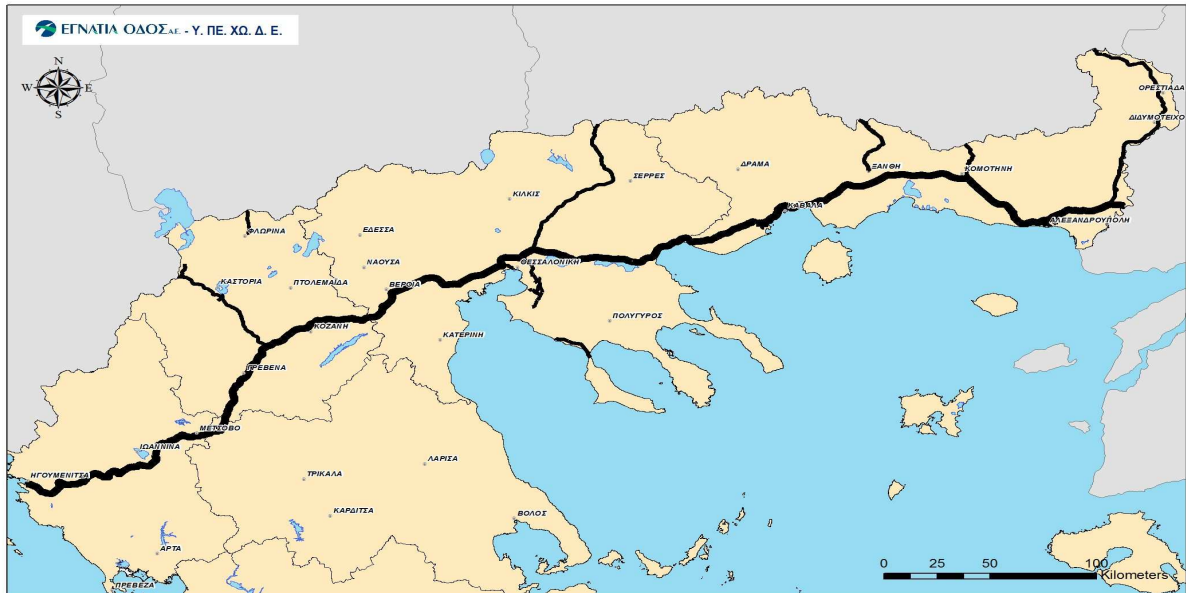 ΕΓΝΑΤΙΑ ΟΔΟΣ Α.Ε. - Υ. ΠΕ. ΧΩ. Δ. Ε.
N
W E
S
ΟΡΕΣΤΙΑΔΑ
ΔΙΔΥΜΟΤΕΙΧΟ
ΔΡΑΜΑ
ΞΑΝΘΗ
ΚΟΜΟΤΗΝΗ
ΣΕΡΡΕΣ
ΚΙΛΚΙΣ
ΚΑΒΑΛΑ
ΑΛΕΞΑΝΔΡΟΥΠΟΛΗ
ΦΛΩΡΙΝΑ
ΕΔΕΣΣΑ
ΝΑΟΥΣΑ
ΘΕΣΣΑΛΟΝΙΚΗ
ΚΑΣΤΟΡΙΑ
ΠΤΟΛΕΜΑΪΔΑ
ΒΕΡΟΙΑ
ΠΟΛΥΓΥΡΟΣ
ΚΟΖΑΝΗ
ΚΑΤΕΡΙΝΗ
ΓΡΕΒΕΝΑ
ΜΕΤΣΟΒΟ
ΙΩΑΝΝΙΝΑ
ΗΓΟΥΜΕΝΙΤΣΑ
ΛΑΡΙΣΑ
ΤΡΙΚΑΛΑ
ΚΑΡΔΙΤΣΑ
ΒΟΛΟΣ
ΑΡΤΑ
ΠΡΕΒΕΖΑ
0 25 50 100
Kilometers